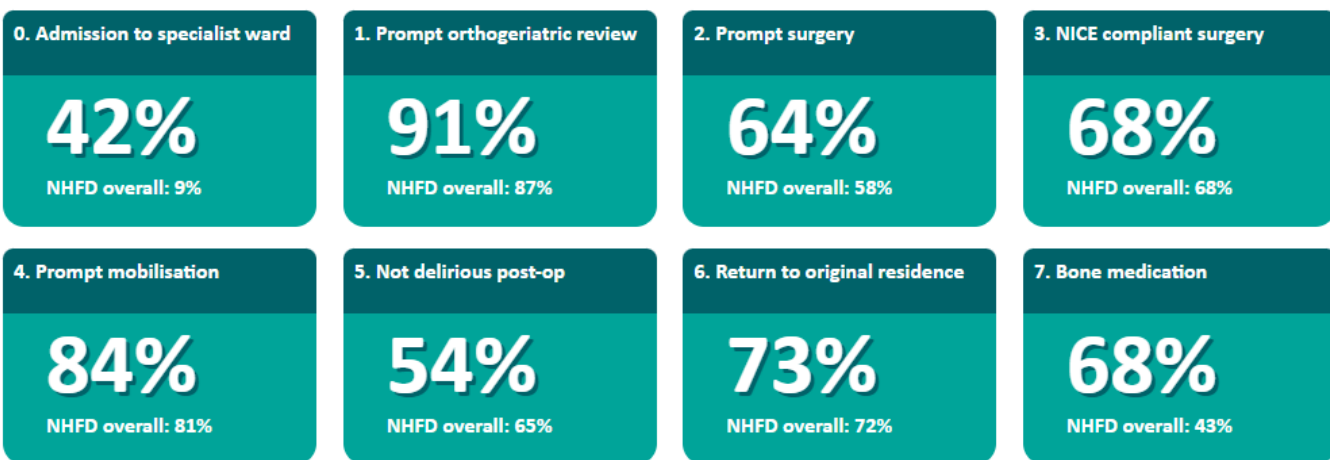 0. Admission to specialist ward
42%
NHFD overall: 9%
1. Prompt orthogeriatric review
91%
NHFD overall: 87%
2. Prompt surgery
64%
NHFD overall: 58%
3. NICE compliant surgery
68%
NHFD overall: 68%
4. Prompt mobilisation
84%
NHFD overall: 81%
5. Not delirious post-op
54%
NHFD overall: 65%
6. Return to original residence
73%
NHFD overall: 72%
7. Bone medication
68%
NHFD overall: 43%